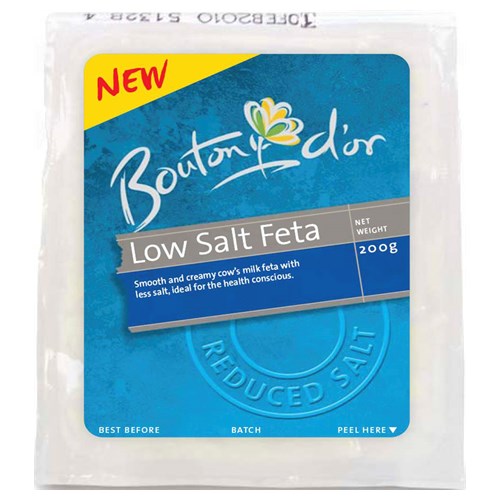 10FEB2010 5132B 4
NEW
Bouton d'or
Low Salt Feta
NET
WEIGHT
200g
Smooth and creamy cow's milk feta with
less salt, ideal for the health conscious.
REDUCED SALT
BEST BEFORE BATCH PEEL HERE